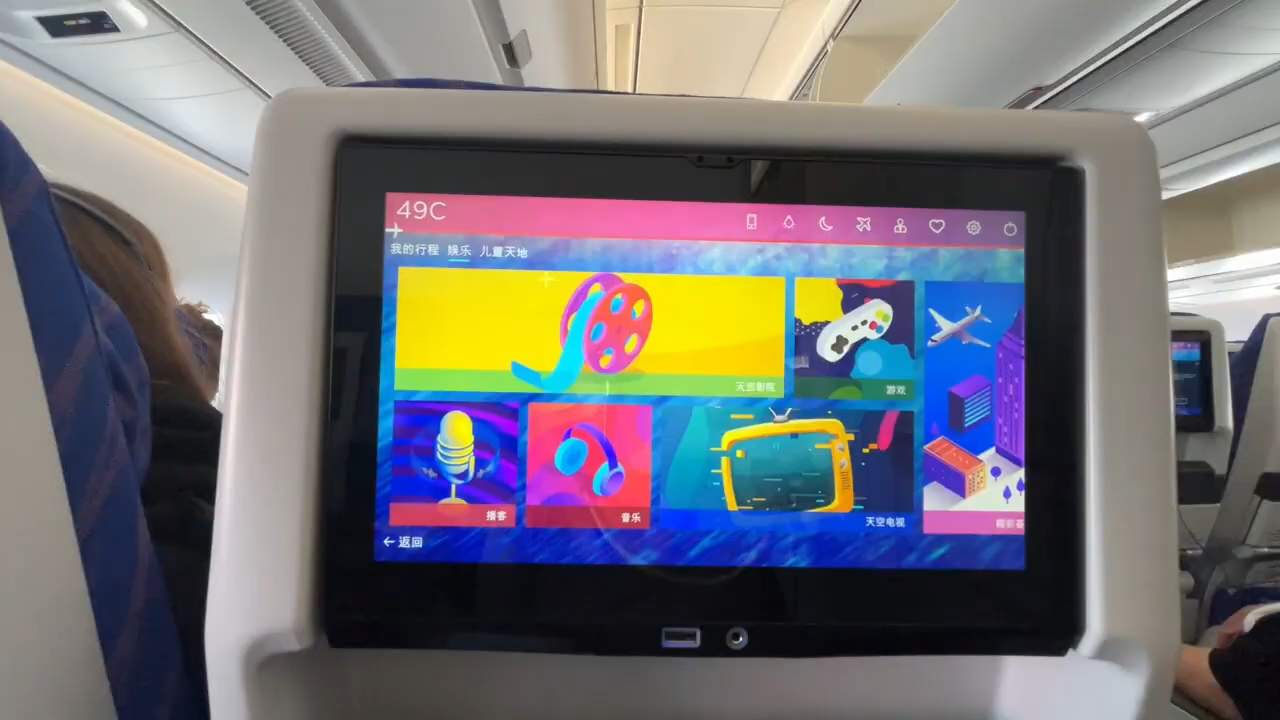 49C
我的行程 娱乐 儿童天地
天空影院
游戏
播客
音乐
天空电视
返回